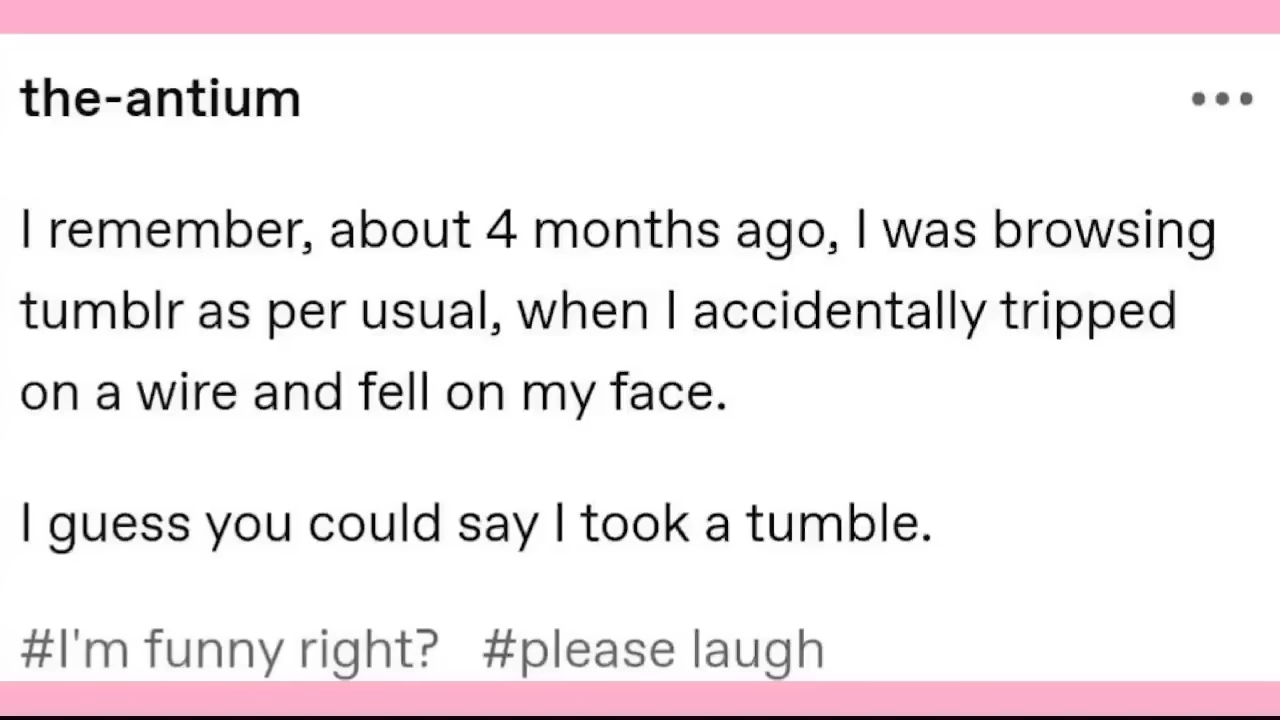 the-antium
I remember, about 4 months ago, I was browsing
tumblr as per usual, when I accidentally tripped
on a wire and fell on my face.
I guess you could say I took a tumble.
#I'm funny right? #please laugh